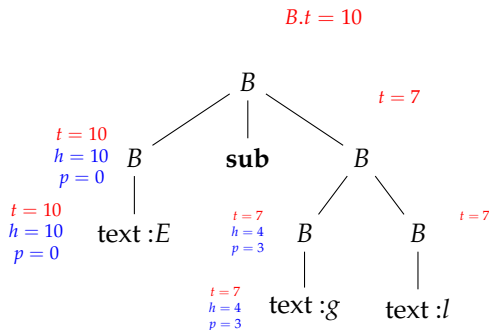 B.t = 10
B
t = 7
t = 10
h = 10
p = 0
B
sub
B
t = 10
h = 10
p = 0
text :E
t = 7
h = 4
p = 3
B
B
t = 7
t = 7
h = 4
p = 3
text :g
text :l